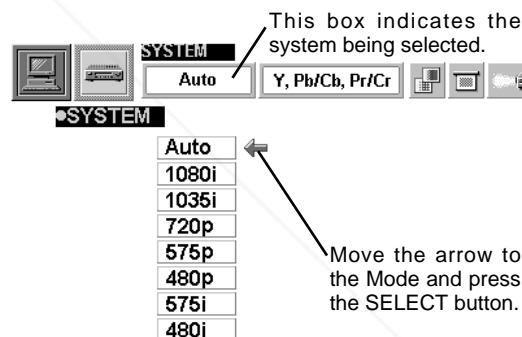 This box indicates the
system being selected.
SYSTEM
Auto
Y, Pb/Cb, Pr/Cr
●SYSTEM
Auto
1080i
1035i
720p
575p
480p
575i
480i
Move the arrow to
the Mode and press
the SELECT button.